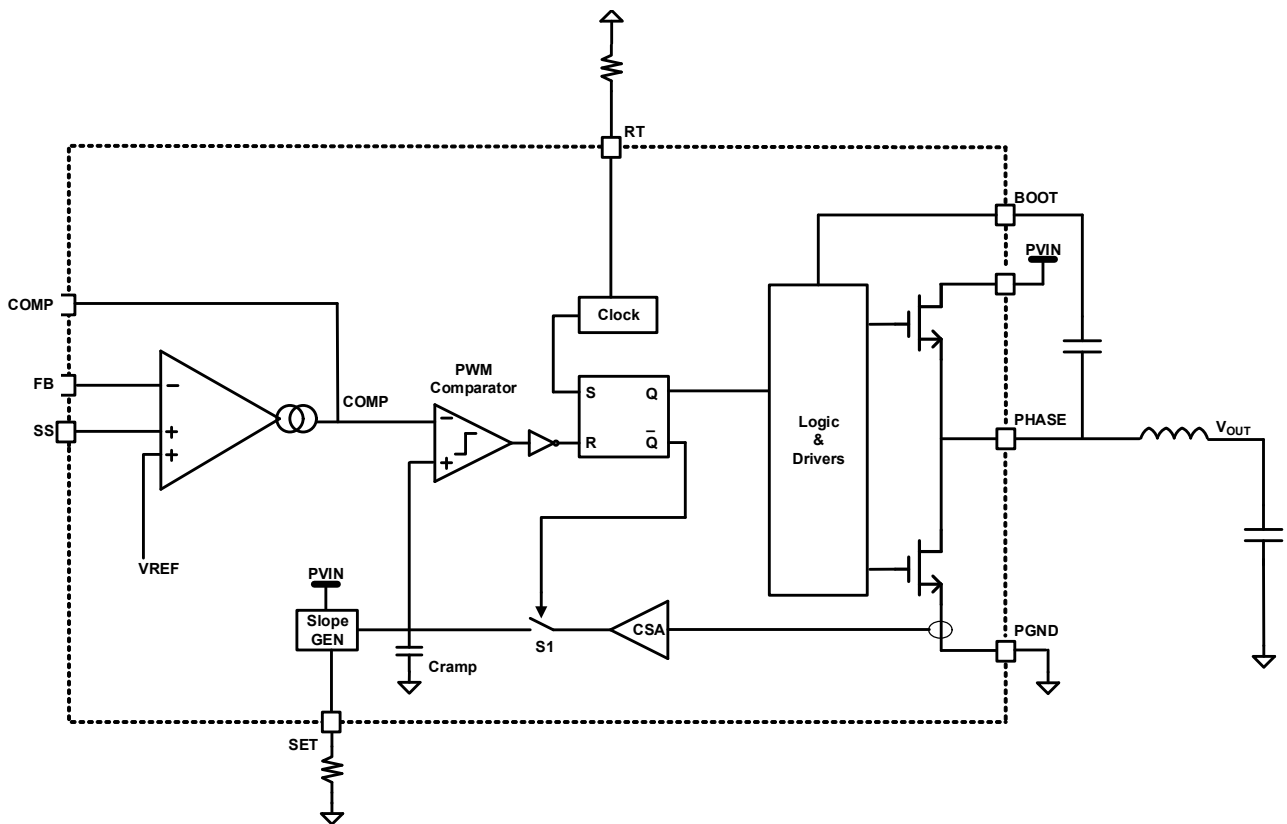 RT
BOOT
PVIN
COMP
Clock
FB
SS
COMP
PWM
Comparator
S
Q
R
Q̅
Logic
&
Drivers
PHASE
VOUT
VREF
PVIN
Slope
GEN
S1
CSA
Cramp
PGND
SET